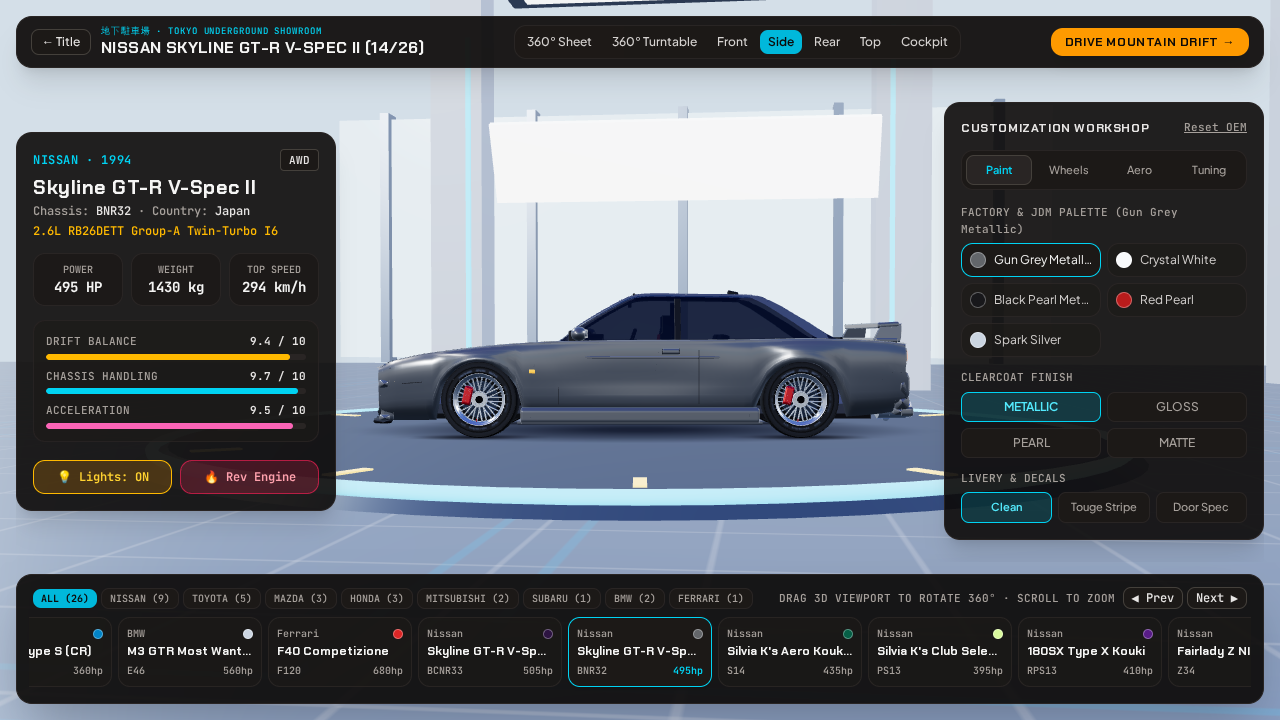 ← Title
地下駐車場 · TOKYO UNDERGROUND SHOWROOM
NISSAN SKYLINE GT-R V-SPEC II (14/26)
360° Sheet
360° Turntable
Front
Side
Rear
Top
Cockpit
DRIVE MOUNTAIN DRIFT →
NISSAN · 1994
AWD
Skyline GT-R V-Spec II
Chassis: BNR32 · Country: Japan
2.6L RB26DETT Group-A Twin-Turbo I6
POWER
495 HP
WEIGHT
1430 kg
TOP SPEED
294 km/h
DRIFT BALANCE 9.4 / 10
CHASSIS HANDLING 9.7 / 10
ACCELERATION 9.5 / 10
💡 Lights: ON
🔥 Rev Engine
CUSTOMIZATION WORKSHOP
Reset OEM
Paint
Wheels
Aero
Tuning
FACTORY & JDM PALETTE (Gun Grey
Metallic)
Gun Grey Metall...
Crystal White
Black Pearl Met...
Red Pearl
Spark Silver
CLEARCOAT FINISH
METALLIC
GLOSS
PEARL
MATTE
LIVERY & DECALS
Clean
Touge Stripe
Door Spec
ALL (26)
NISSAN (9)
TOYOTA (5)
MAZDA (3)
HONDA (3)
MITSUBISHI (2)
SUBARU (1)
BMW (2)
FERRARI (1)
DRAG 3D VIEWPORT TO ROTATE 360° · SCROLL TO ZOOM
◀ Prev
Next ▶
ype S (CR)
360hp
BMW
M3 GTR Most Want...
E46 560hp
Ferrari
F40 Competizione
F120 680hp
Nissan
Skyline GT-R V-Sp...
BCNR33 505hp
Nissan
Skyline GT-R V-Sp...
BNR32 495hp
Nissan
Silvia K's Aero Kouk...
S14 435hp
Nissan
Silvia K's Club Sele...
PS13 395hp
Nissan
180SX Type X Kouki
RPS13 410hp
Nissan
Fairlady Z NI
Z34